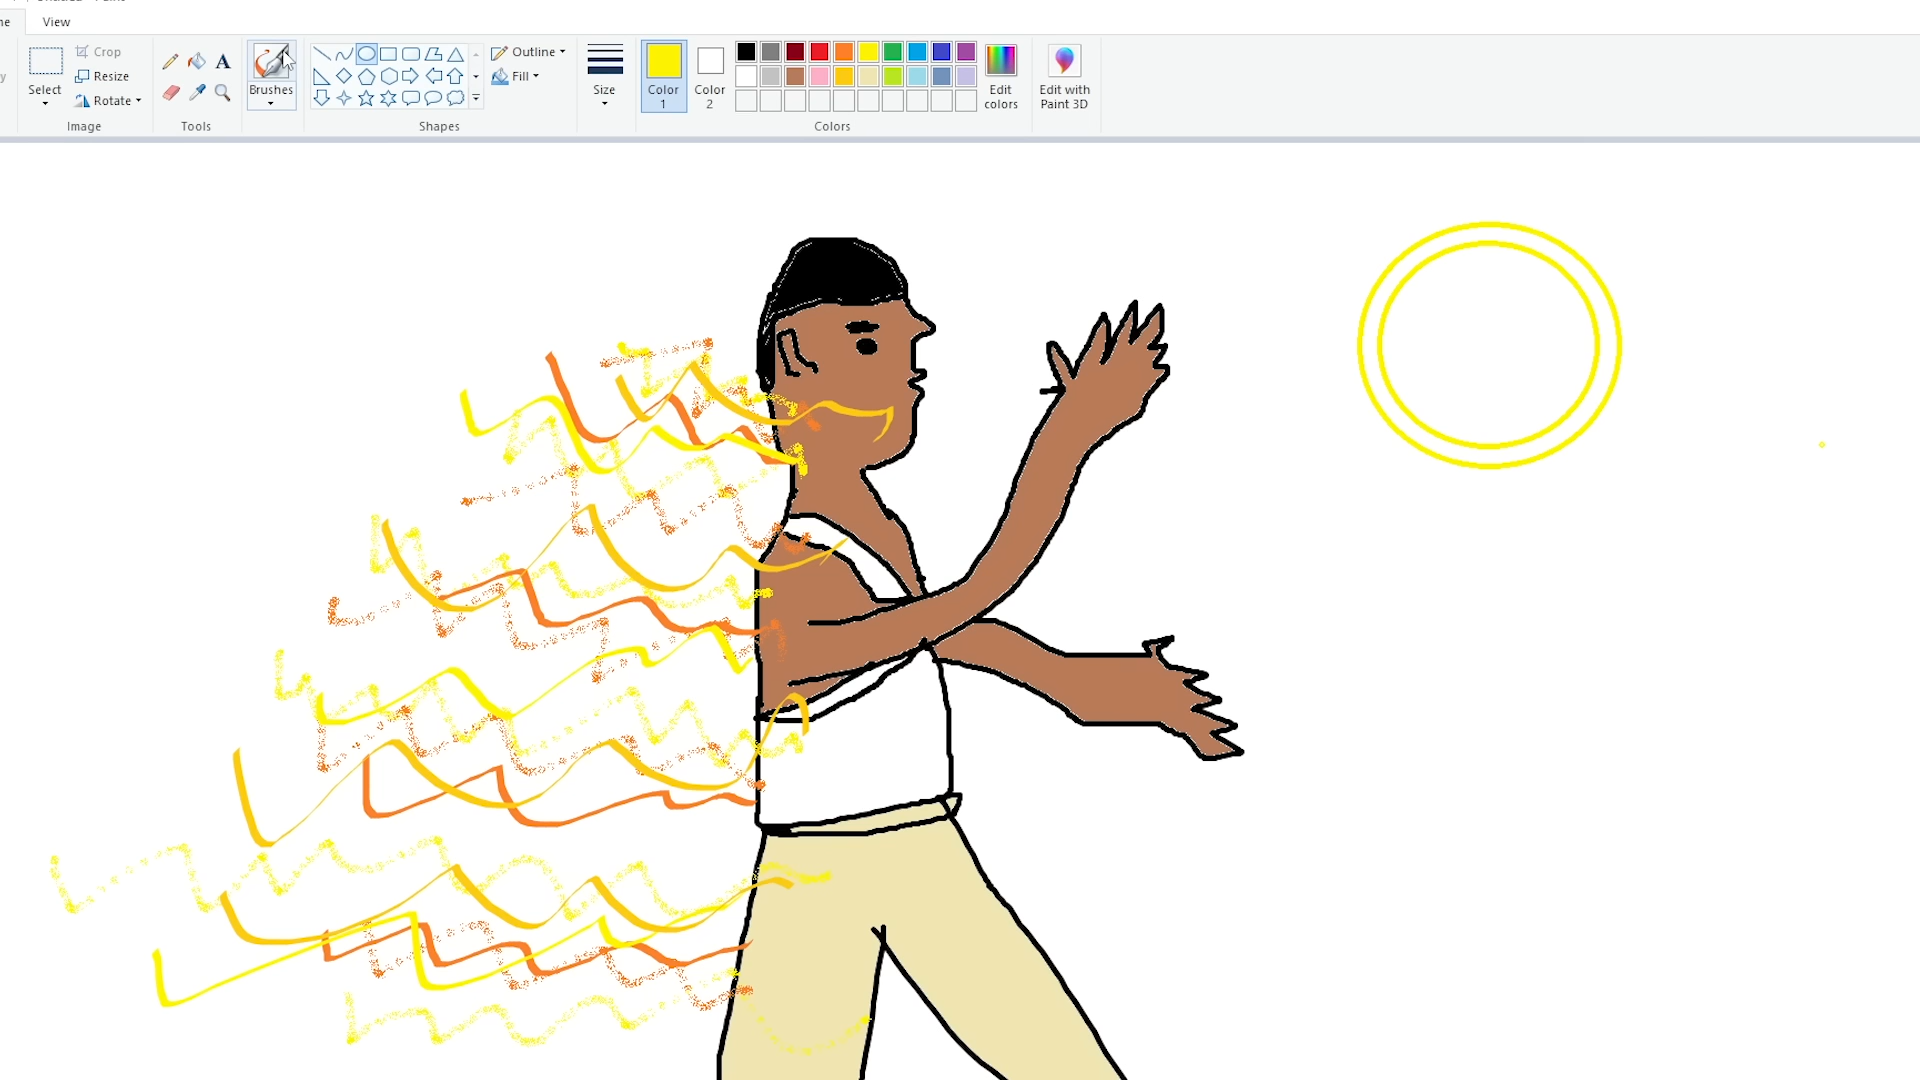 View
Crop
Resize
Rotate
Select
Image
A
Tools
Brushes
Outline
Fill
Shapes
Size
Color
1
Color
2
Colors
Edit
colors
Edit with
Paint 3D